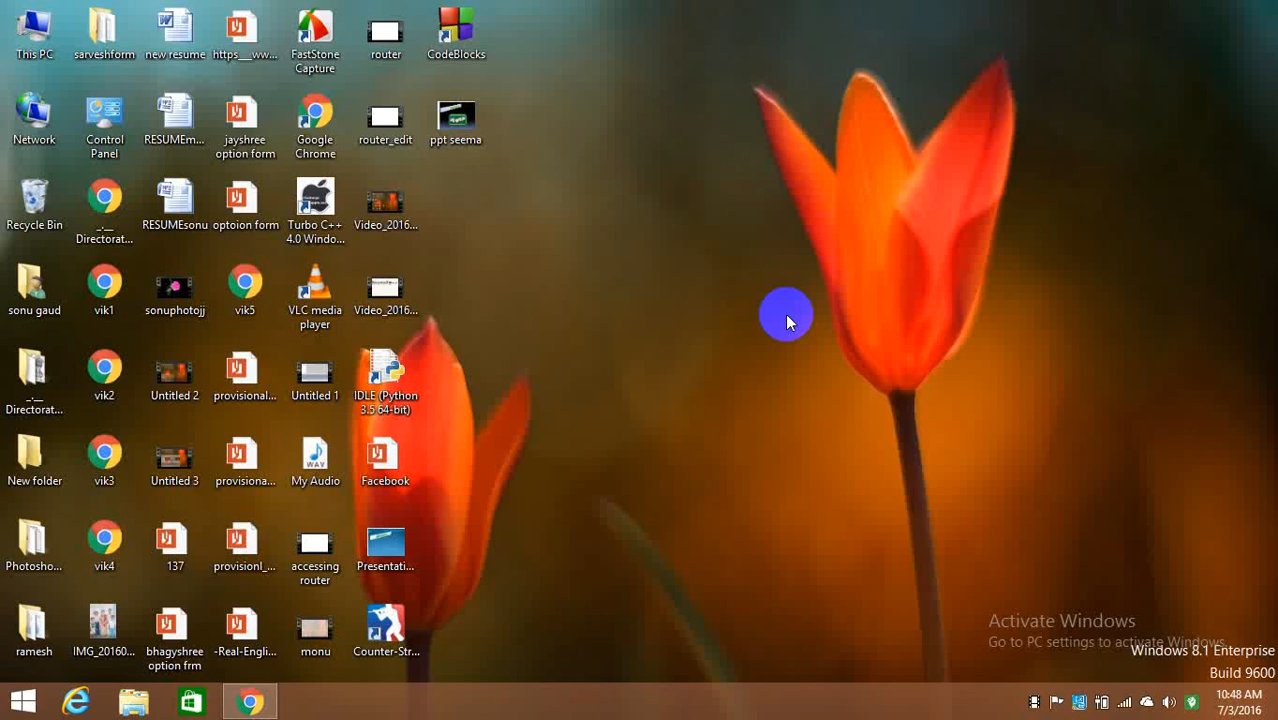 This PC
sarveshform
new resume
https__ww...
FastStone
Capture
router
CodeBlocks
Network
Control
Panel
RESUMEm...
jayshree
option form
Google
Chrome
router_edit
ppt seema
Recycle Bin
_.__
Directorat...
RESUMEsonu
optoion form
Turbo C++
4.0 Windo...
Video_2016...
sonu gaud
vik1
sonuphotojj
vik5
VLC media
player
Video_2016...
_.__
Directorat...
vik2
Untitled 2
provisional...
Untitled 1
IDLE (Python
3.5 64-bit)
New folder
vik3
Untitled 3
provisiona...
WAV
My Audio
Facebook
Photosho...
vik4
137
provisionl_...
accessing
router
Presentati...
ramesh
IMG_20160...
bhagyshree
option frm
-Real-Engli...
monu
Counter-Str...
Activate Windows
Go to PC settings to activate Windows.
Windows 8.1 Enterprise
Build 9600
10:48 AM
7/3/2016